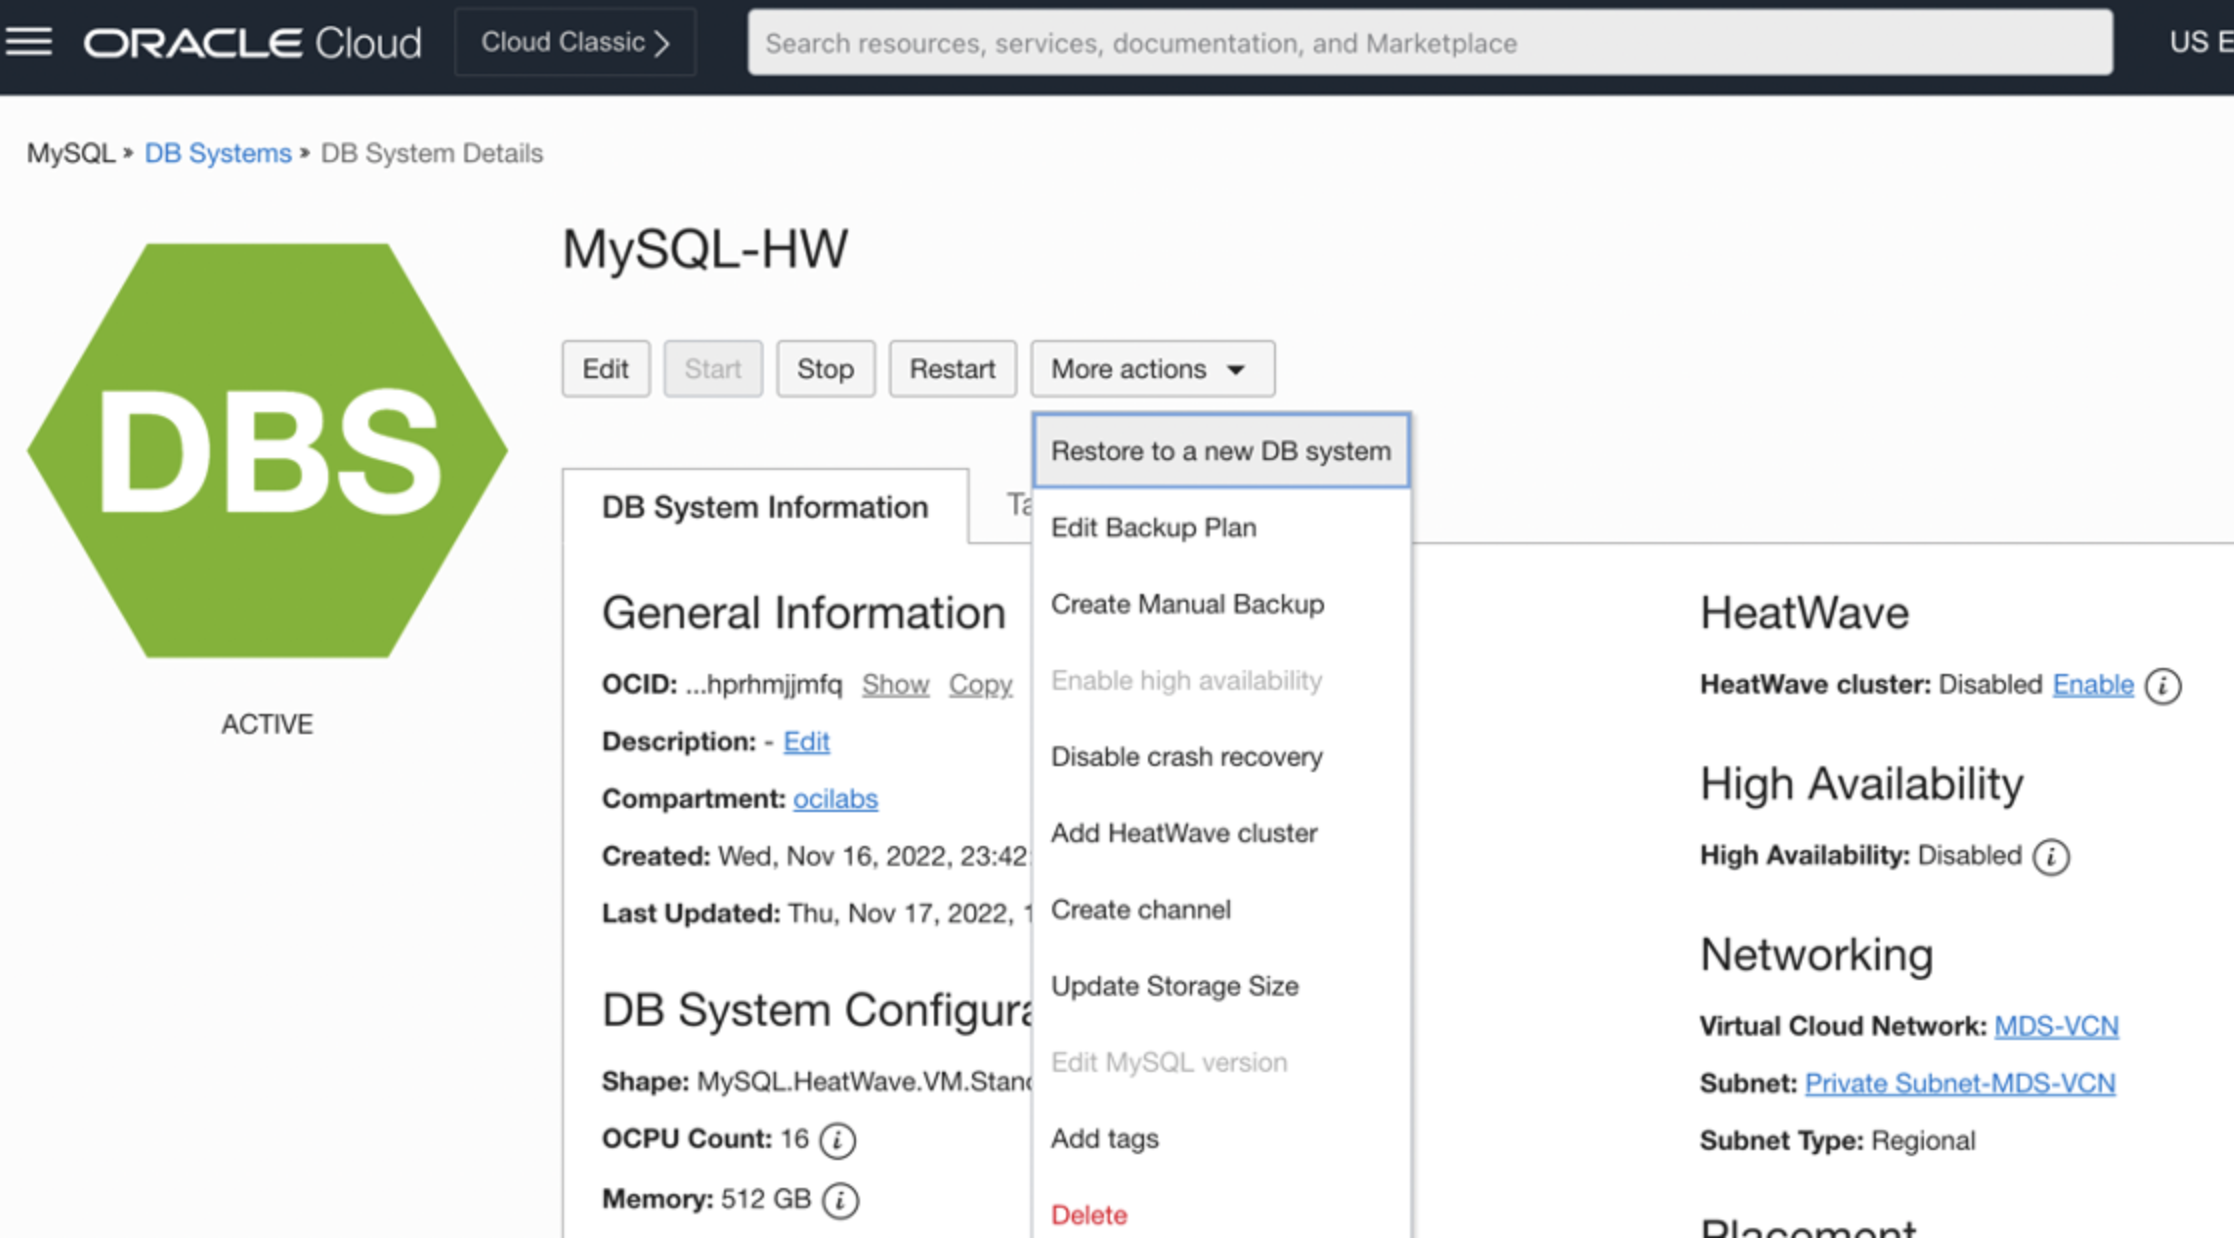 ORACLE Cloud
Cloud Classic
Search resources, services, documentation, and Marketplace
US E
MySQL » DB Systems » DB System Details
DBS
ACTIVE
MySQL-HW
Edit
Start
Stop
Restart
More actions
Restore to a new DB system
Edit Backup Plan
Create Manual Backup
Enable high availability
Disable crash recovery
Add HeatWave cluster
Create channel
Update Storage Size
Edit MySQL version
Add tags
Delete
DB System Information
General Information
OCID: ...hprhmjjmfq Show Copy
Description: - Edit
Compartment: ocilabs
Created: Wed, Nov 16, 2022, 23:42
Last Updated: Thu, Nov 17, 2022, 1
DB System Configura
Shape: MySQL.HeatWave.VM.Stand
OCPU Count: 16
Memory: 512 GB
HeatWave
HeatWave cluster: Disabled Enable
High Availability
High Availability: Disabled
Networking
Virtual Cloud Network: MDS-VCN
Subnet: Private Subnet-MDS-VCN
Subnet Type: Regional
Placement